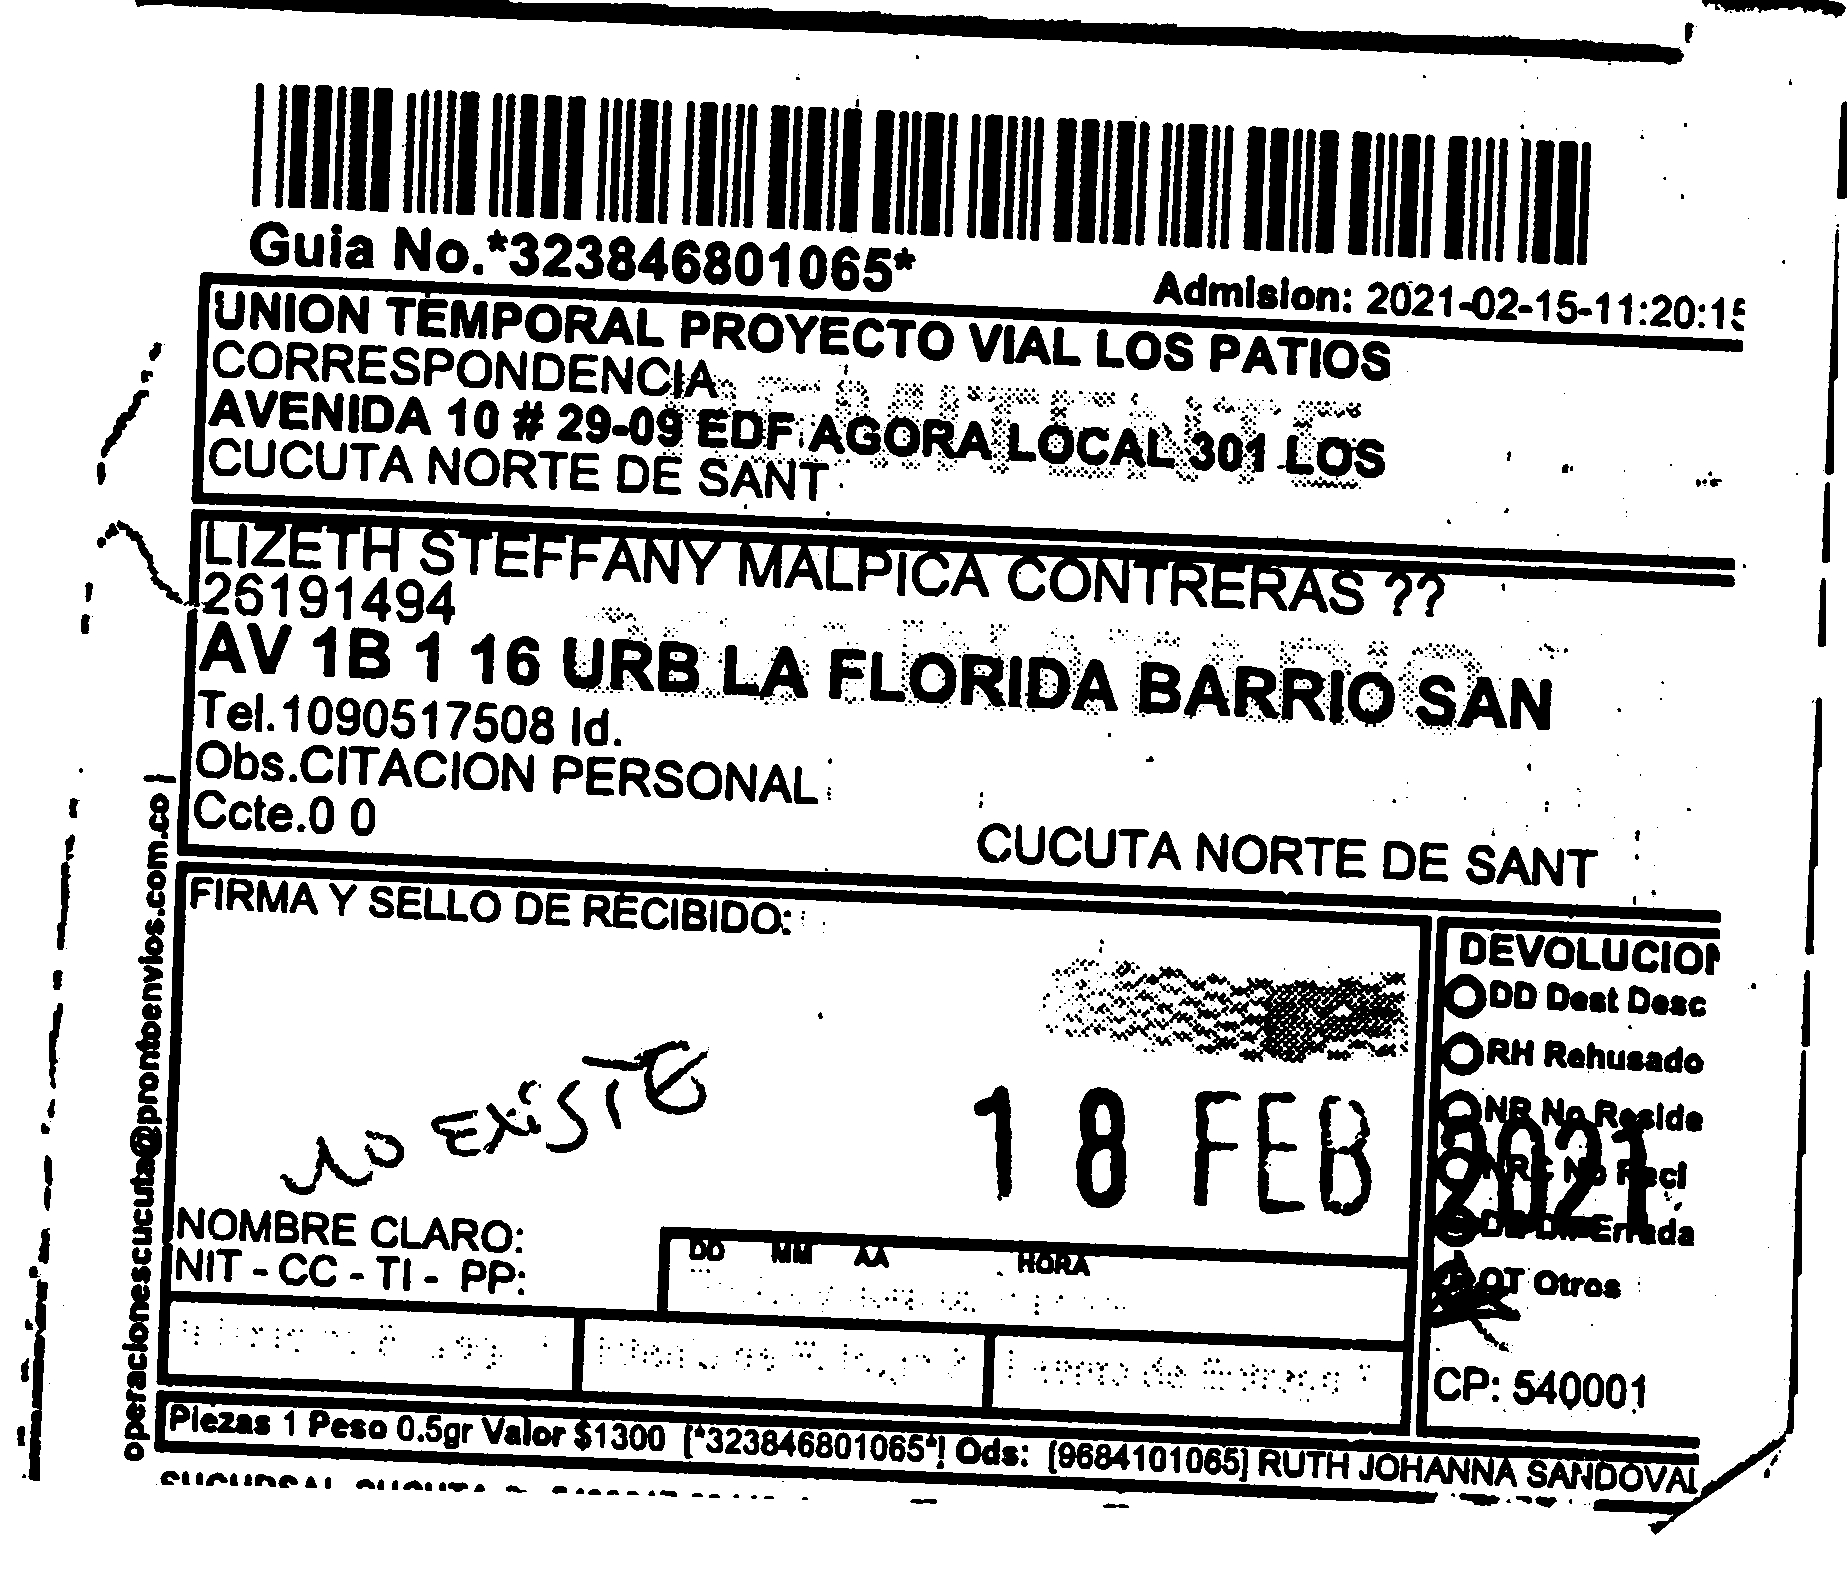 Guia No.*323846801065*
Admision: 2021-02-15-11:20:15
UNION TEMPORAL PROYECTO VIAL LOS PATIOS
CORRESPONDENCIA
REMITENTE
AVENIDA 10 # 29-09 EDF AGORA LOCAL 301 LOS
CUCUTA NORTE DE SANT
LIZETH STEFFANY MALPICA CONTRERAS ??
26191494
AV 1B 1 16 URB LA FLORIDA BARRIO SAN
Tel.1090517508 Id.
Obs.CITACION PERSONAL
Ccte.0 0
CUCUTA NORTE DE SANT
operacionescucuta@prontoenvios.com.co
FIRMA Y SELLO DE RECIBIDO:
NO EXiSTE
18 FEB 2021
NOMBRE CLARO:
NIT - CC - TI - PP:
DD MM AA HORA
DEVOLUCION
DD Dest Desc
RH Rehusado
NR No Reside
NRC No Recl
DE Dir Errada
OT Otros
CP: 540001
Piezas 1 Peso 0.5gr Valor $1300 [*323846801065*] Ods: [9684101065] RUTH JOHANNA SANDOVAL